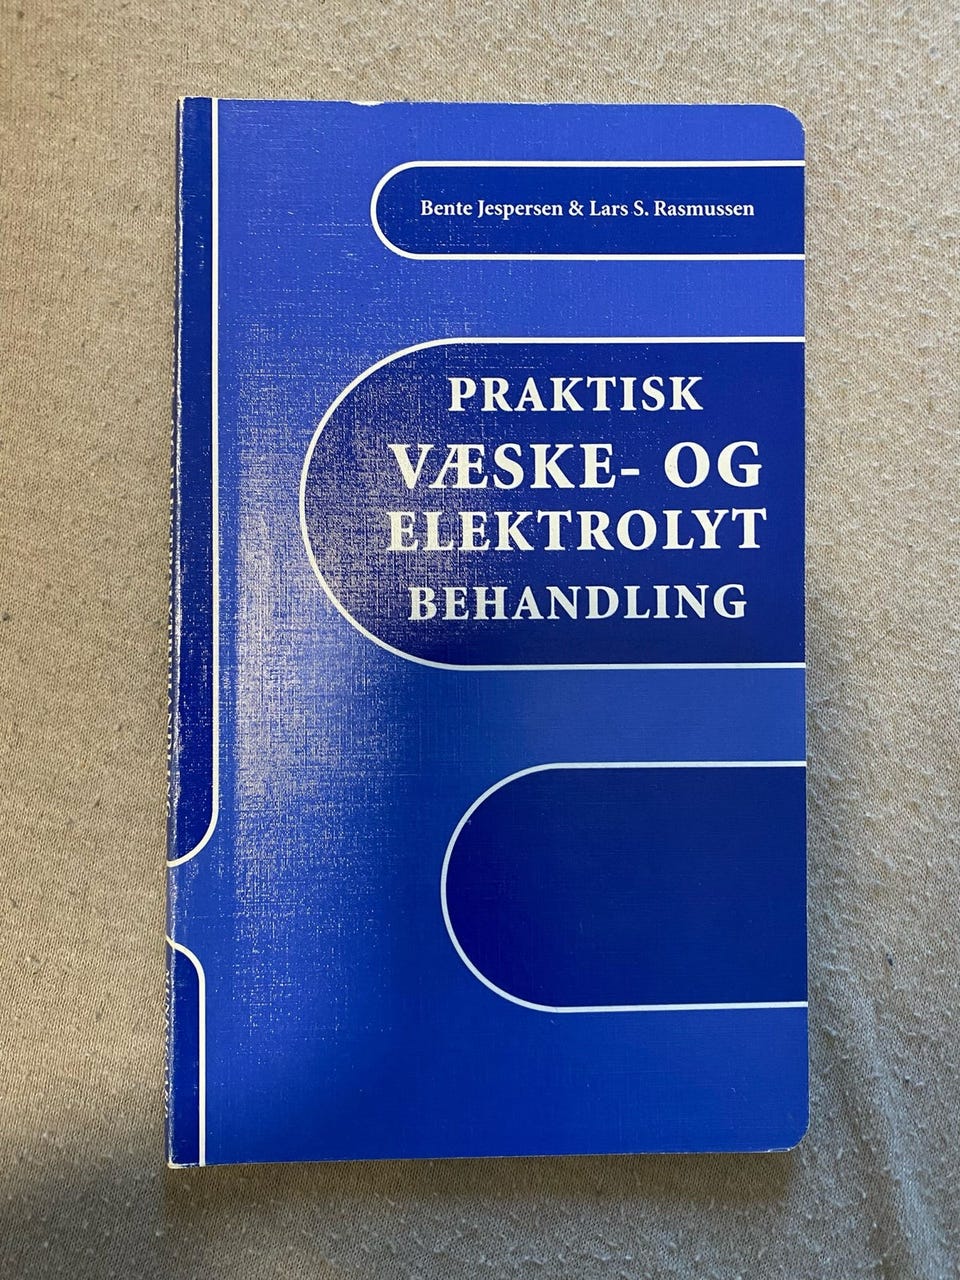 Bente Jespersen & Lars S. Rasmussen
PRAKTISK
VÆSKE- OG
ELEKTROLYT
BEHANDLING